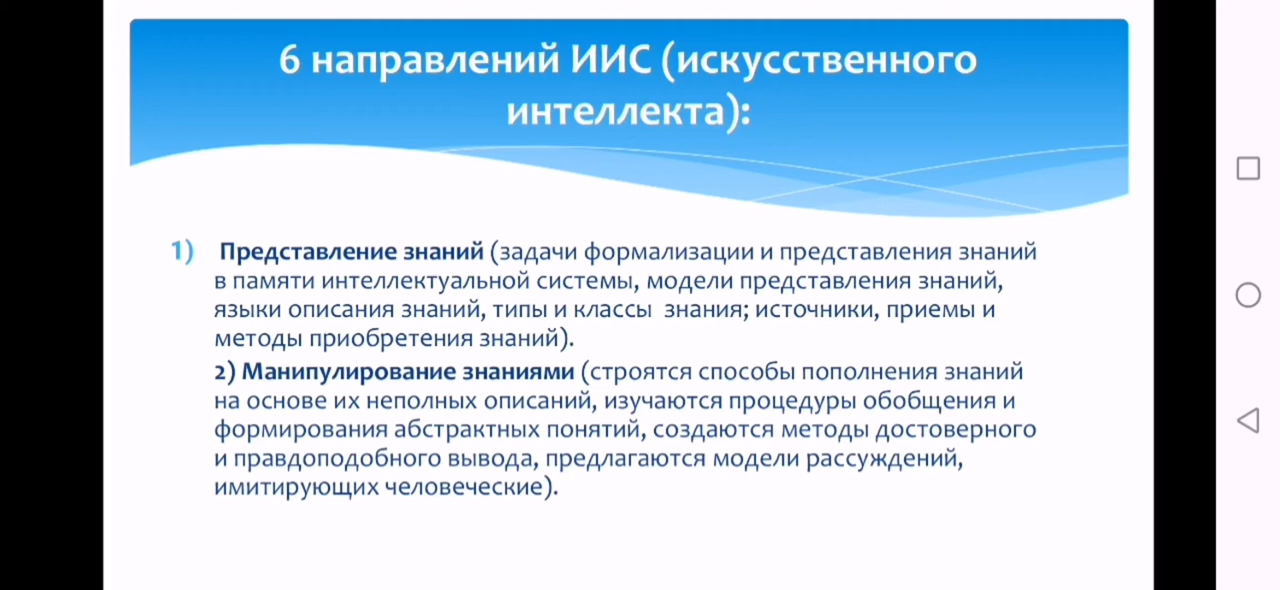 6 направлений ИИС (искусственного
интеллекта):
1) Представление знаний (задачи формализации и представления знаний
в памяти интеллектуальной системы, модели представления знаний,
языки описания знаний, типы и классы знания; источники, приемы и
методы приобретения знаний).
2) Манипулирование знаниями (строятся способы пополнения знаний
на основе их неполных описаний, изучаются процедуры обобщения и
формирования абстрактных понятий, создаются методы достоверного
и правдоподобного вывода, предлагаются модели рассуждений,
имитирующих человеческие).